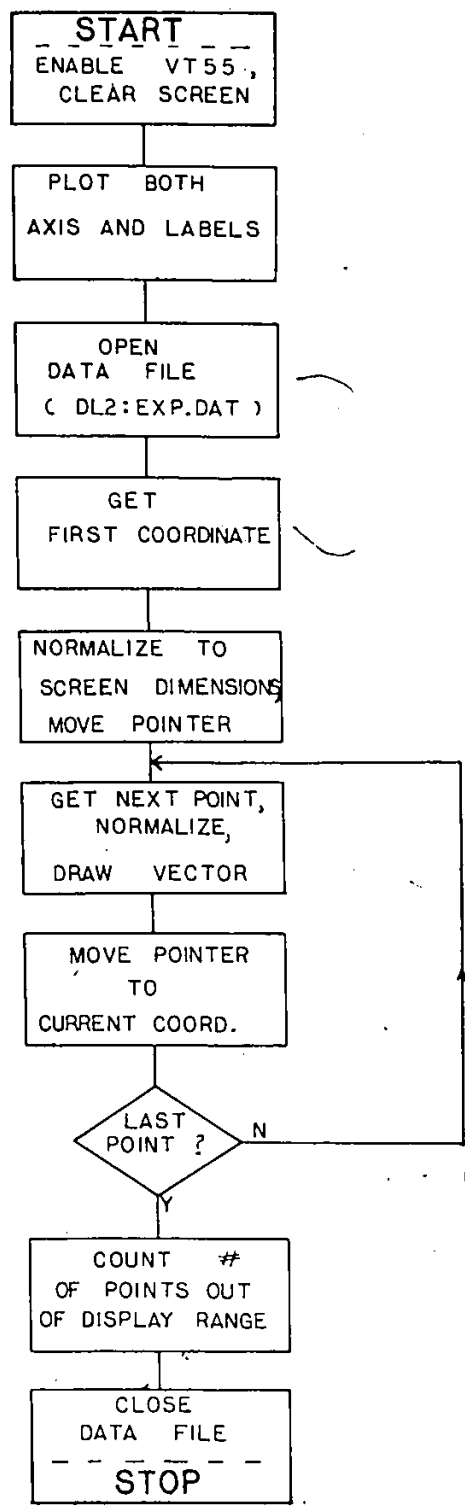 START
ENABLE VT55,
CLEAR SCREEN
PLOT BOTH
AXIS AND LABELS
OPEN
DATA FILE
( DL2:EXP.DAT )
GET
FIRST COORDINATE
NORMALIZE TO
SCREEN DIMENSIONS,
MOVE POINTER
GET NEXT POINT,
NORMALIZE,
DRAW VECTOR
MOVE POINTER
TO
CURRENT COORD.
LAST
POINT ?
N
Y
COUNT #
OF POINTS OUT
OF DISPLAY RANGE
CLOSE
DATA FILE
STOP